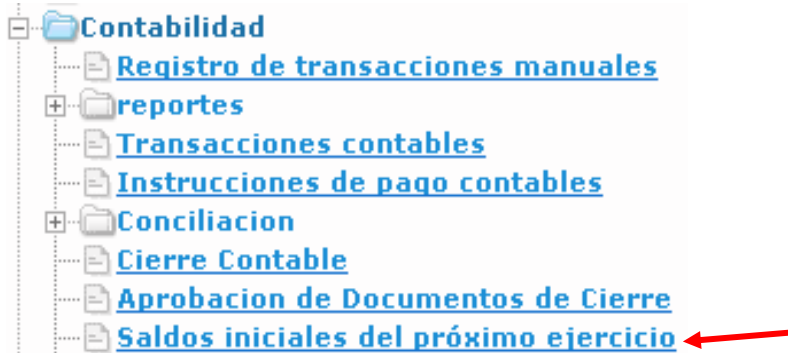 Contabilidad
Registro de transacciones manuales
reportes
Transacciones contables
Instrucciones de pago contables
Conciliacion
Cierre Contable
Aprobacion de Documentos de Cierre
Saldos iniciales del próximo ejercicio